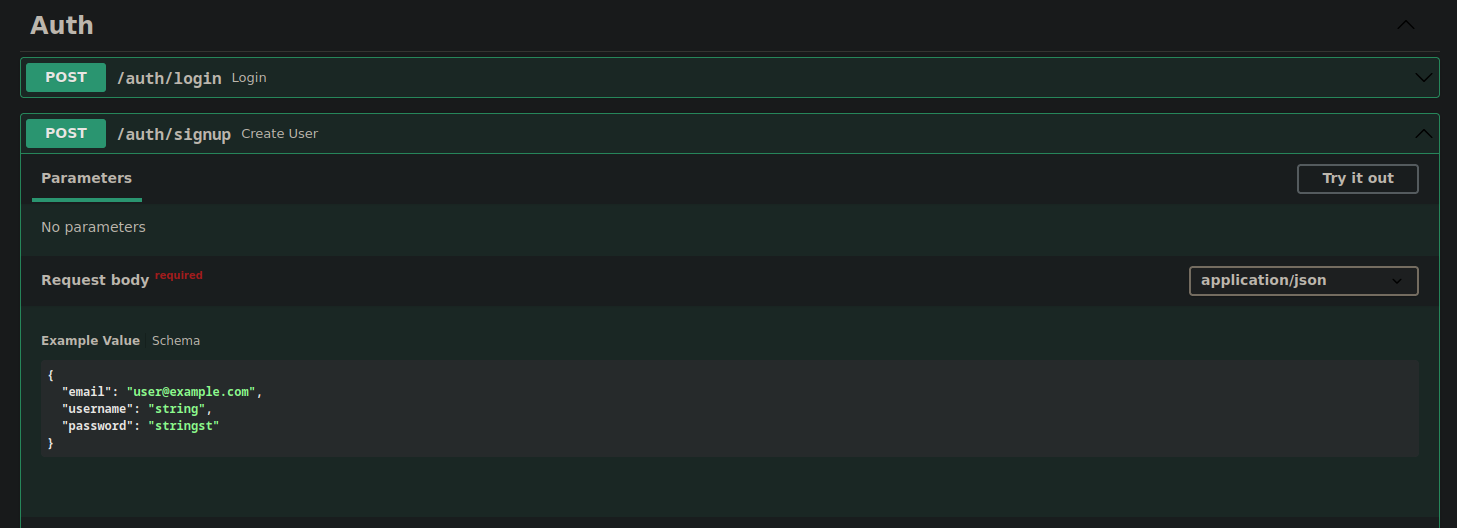 Auth
POST /auth/login Login
POST /auth/signup Create User
Parameters Try it out
No parameters
Request body required application/json
Example Value Schema
{
"email": "user@example.com",
"username": "string",
"password": "stringst"
}